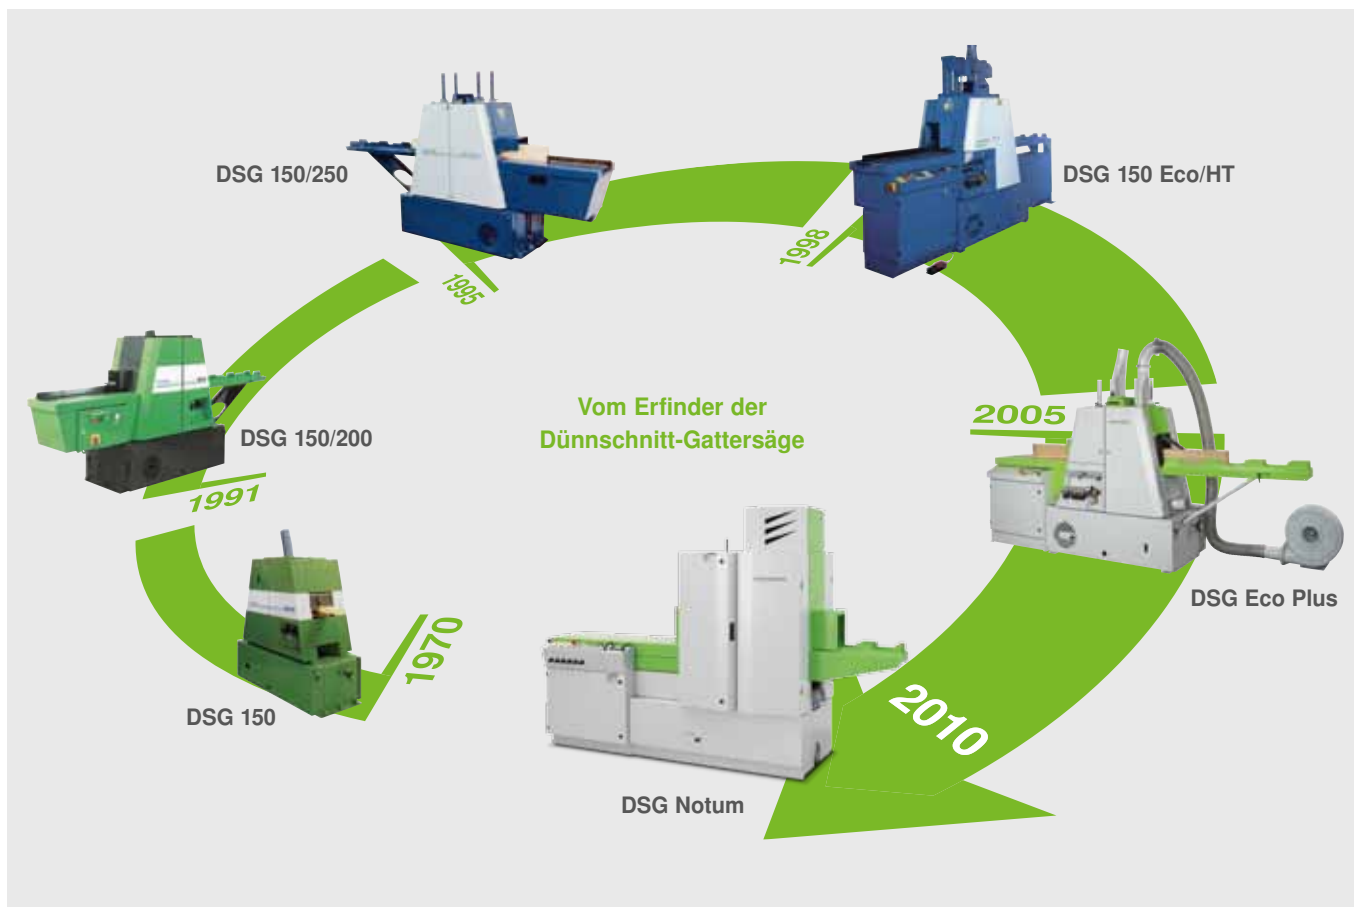 DSG 150/250
DSG 150 Eco/HT
1998
1995
Vom Erfinder der
Dünnschnitt-Gattersäge
2005
DSG 150/200
1991
DSG Eco Plus
1970
DSG 150
2010
DSG Notum